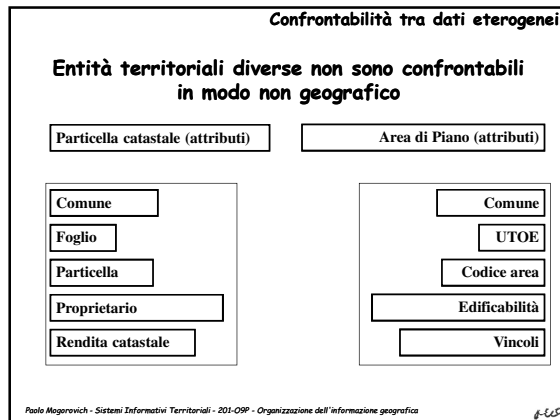 Confrontabilità tra dati eterogenei
Entità territoriali diverse non sono confrontabili
in modo non geografico
Particella catastale (attributi)
Area di Piano (attributi)
Comune
Foglio
Particella
Proprietario
Rendita catastale
Comune
UTOE
Codice area
Edificabilità
Vincoli
Paolo Mogorovich - Sistemi Informativi Territoriali - 201-09P - Organizzazione dell'informazione geografica